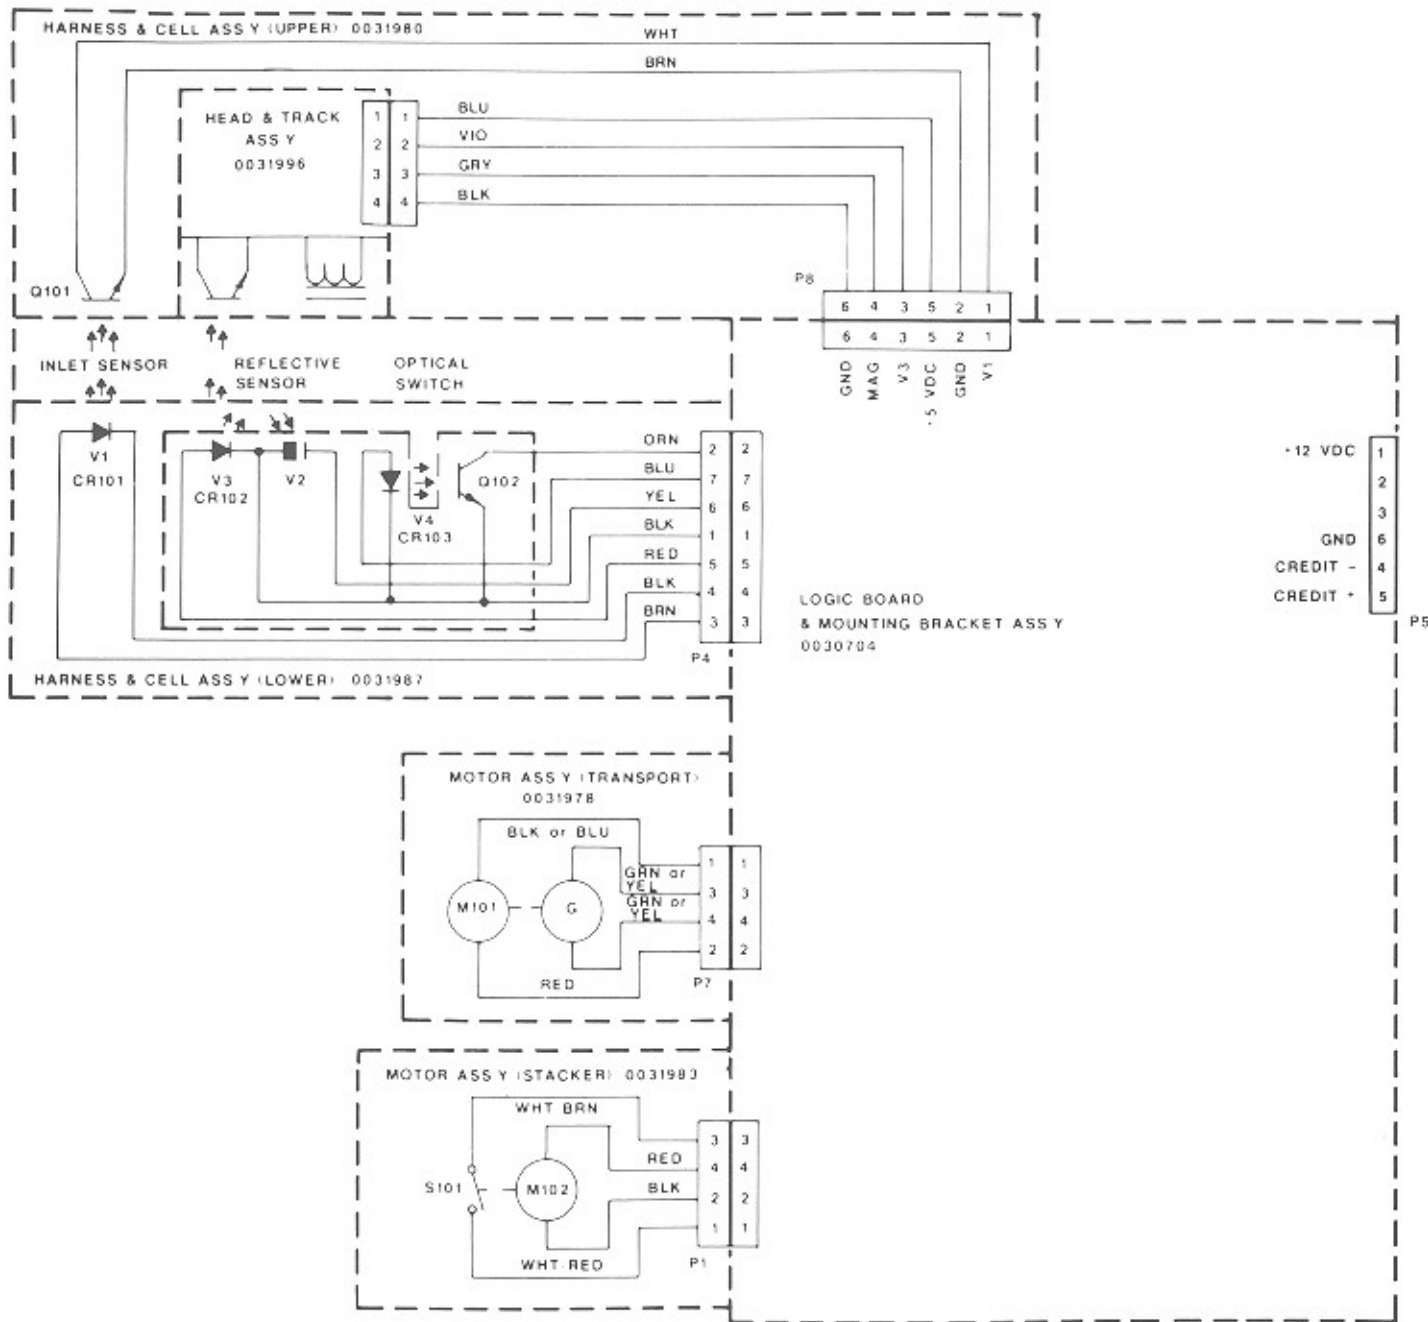 HARNESS & CELL ASS Y (UPPER) 0031980
WHT
BRN
HEAD & TRACK
ASS Y
0031996
1 1 BLU
2 2 VIO
3 3 GRY
4 4 BLK
Q101
P8
6 4 3 5 2 1
6 4 3 5 2 1
GND
MAG
V3
-5 VDC
GND
V1
INLET SENSOR
REFLECTIVE
SENSOR
OPTICAL
SWITCH
V1
CR101
V3
CR102
V2
V4
CR103
Q102
ORN 2 2
BLU 7 7
YEL 6 6
BLK 1 1
RED 5 5
BLK 4 4
BRN 3 3
P4
HARNESS & CELL ASS Y (LOWER) 0031987
LOGIC BOARD
& MOUNTING BRACKET ASS Y
0030704
-12 VDC 1
2
3
GND 6
CREDIT - 4
CREDIT + 5
P5
MOTOR ASS Y (TRANSPORT)
0031978
BLK or BLU
1 1
GRN or
YEL
3 3
GRN or
YEL
4 4
2 2
M101
G
RED
P7
MOTOR ASS Y (STACKER) 0031983
WHT BRN
3 3
RED 4 4
BLK 2 2
1 1
S101
M102
WHT-RED
P1